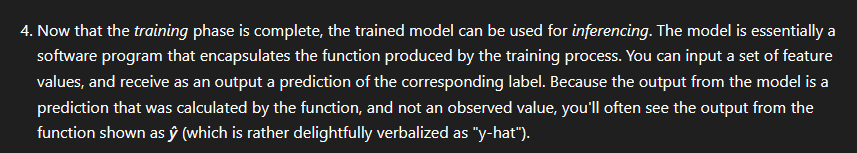 4. Now that the training phase is complete, the trained model can be used for inferencing. The model is essentially a
software program that encapsulates the function produced by the training process. You can input a set of feature
values, and receive as an output a prediction of the corresponding label. Because the output from the model is a
prediction that was calculated by the function, and not an observed value, you'll often see the output from the
function shown as ŷ (which is rather delightfully verbalized as "y-hat").